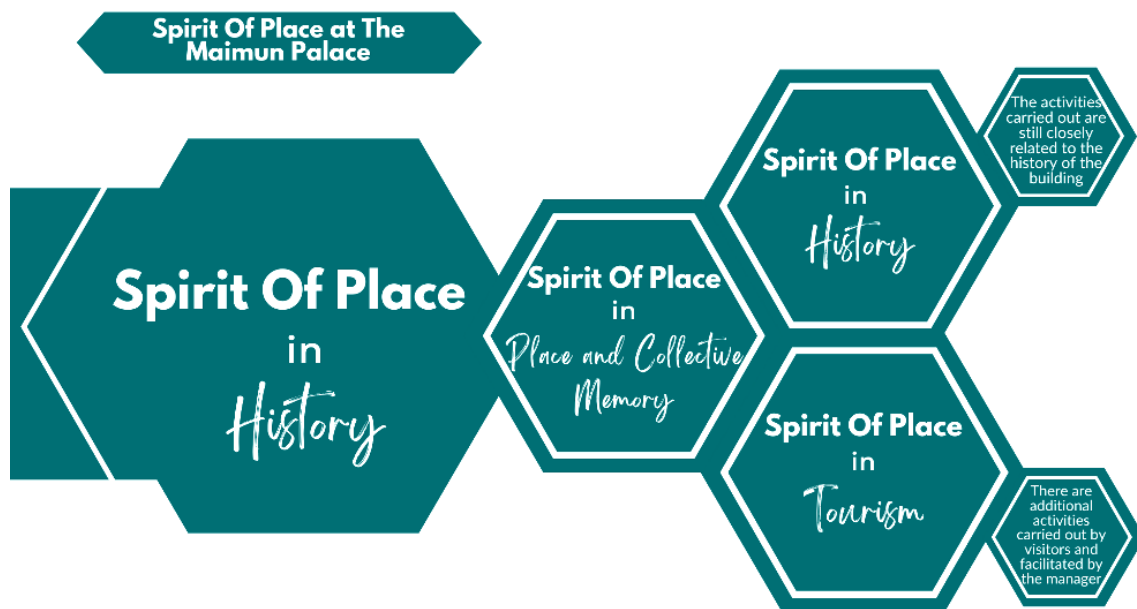 Spirit Of Place at The
Maimun Palace
Spirit Of Place
in
History
Spirit Of Place
in
Place and Collective
Memory
Spirit Of Place
in
History
The activities
carried out are
still closely
related to the
history of the
building
Spirit Of Place
in
Tourism
There are
additional
activities
carried out by
visitors and
facilitated by
the manager